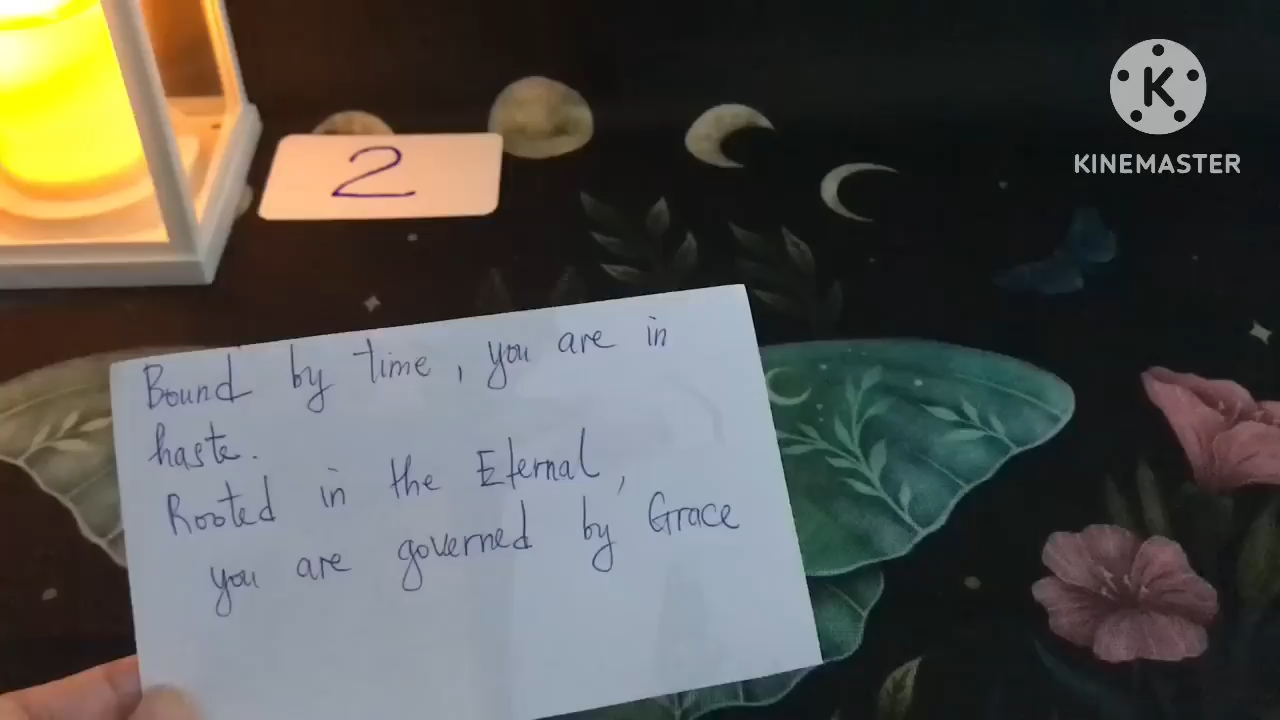 2
KINEMASTER
Bound by time, you are in
haste.
Rooted in the Eternal,
you are governed by Grace